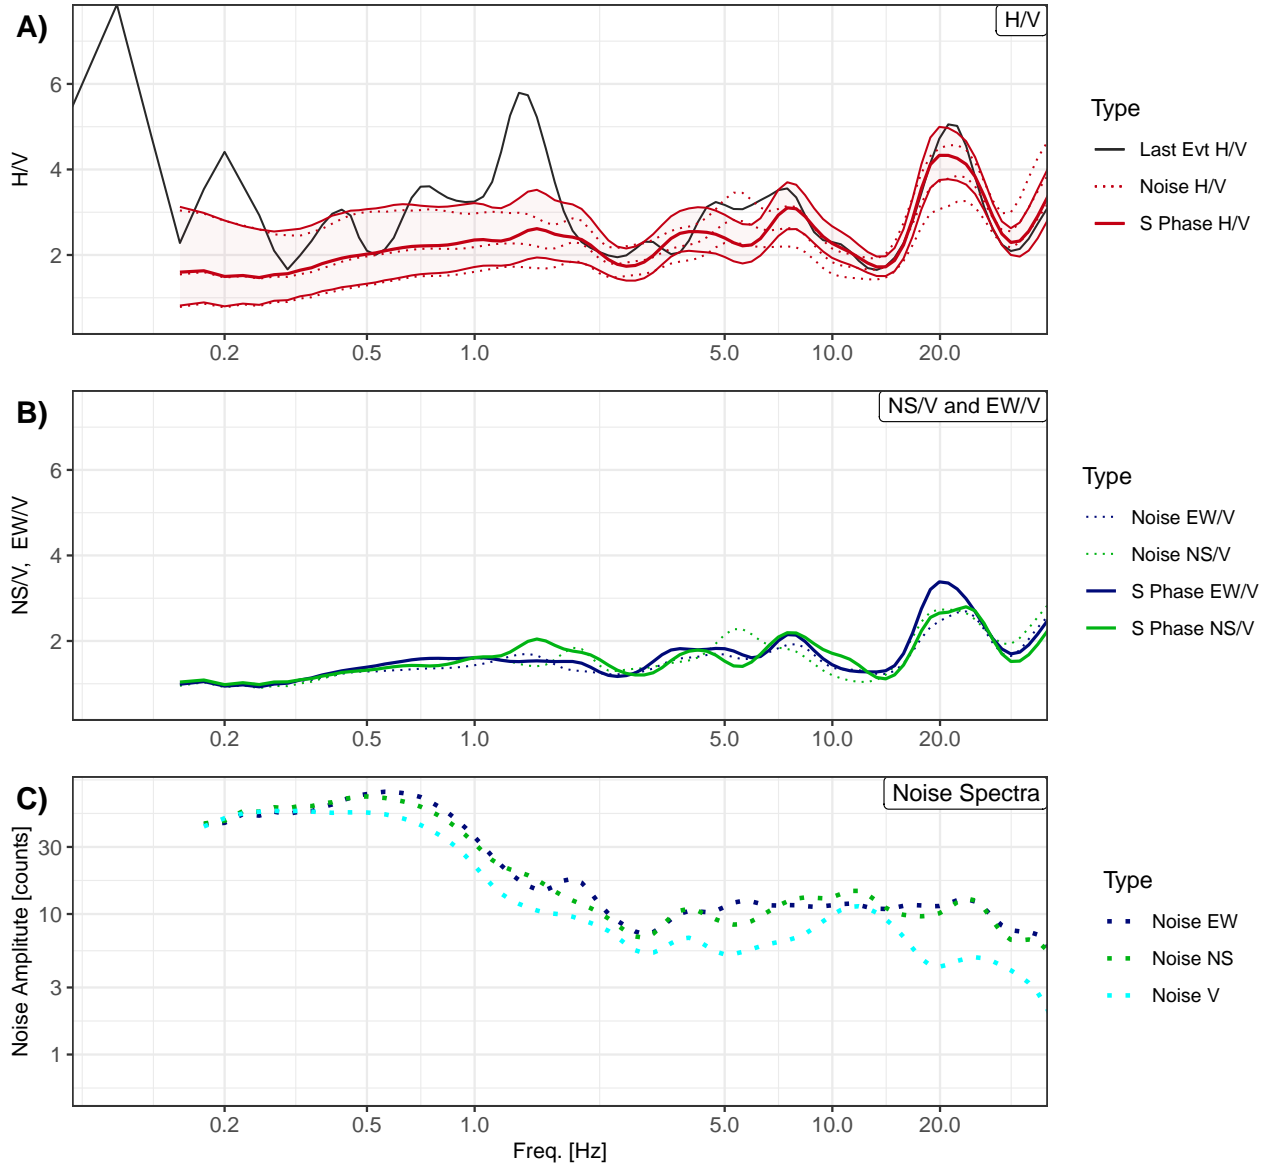 A)
H/V
6
4
2
H/V
0.2 0.5 1.0 5.0 10.0 20.0
Type
Last Evt H/V
Noise H/V
S Phase H/V
B)
NS/V and EW/V
6
4
2
NS/V, EW/V
0.2 0.5 1.0 5.0 10.0 20.0
Type
Noise EW/V
Noise NS/V
S Phase EW/V
S Phase NS/V
C)
Noise Spectra
30
10
3
1
Noise Amplitute [counts]
0.2 0.5 1.0 5.0 10.0 20.0
Freq. [Hz]
Type
Noise EW
Noise NS
Noise V